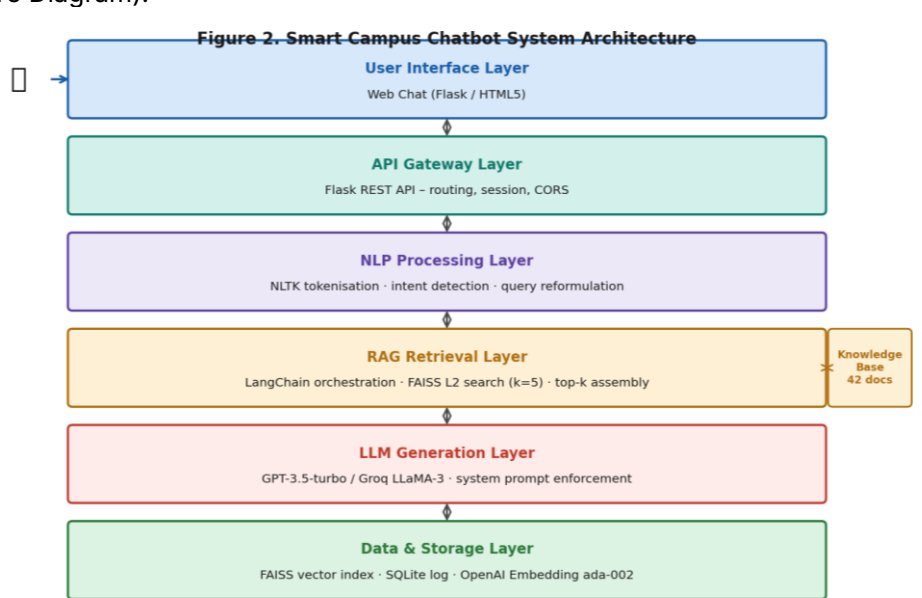 Diagram).
Figure 2. Smart Campus Chatbot System Architecture
User Interface Layer
Web Chat (Flask / HTML5)
API Gateway Layer
Flask REST API – routing, session, CORS
NLP Processing Layer
NLTK tokenisation · intent detection · query reformulation
RAG Retrieval Layer
LangChain orchestration · FAISS L2 search (k=5) · top-k assembly
Knowledge
Base
42 docs
LLM Generation Layer
GPT-3.5-turbo / Groq LLaMA-3 · system prompt enforcement
Data & Storage Layer
FAISS vector index · SQLite log · OpenAI Embedding ada-002